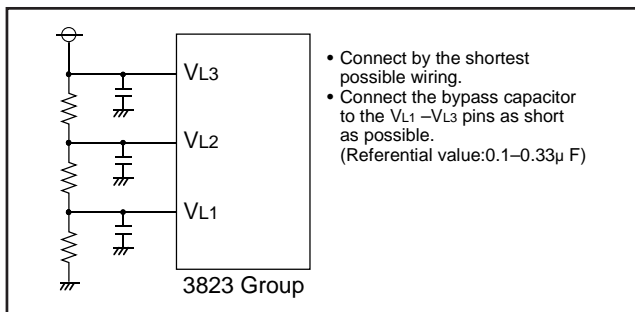 VL3
VL2
VL1
3823 Group
• Connect by the shortest
possible wiring.
• Connect the bypass capacitor
to the VL1 –VL3 pins as short
as possible.
(Referential value:0.1–0.33µ F)